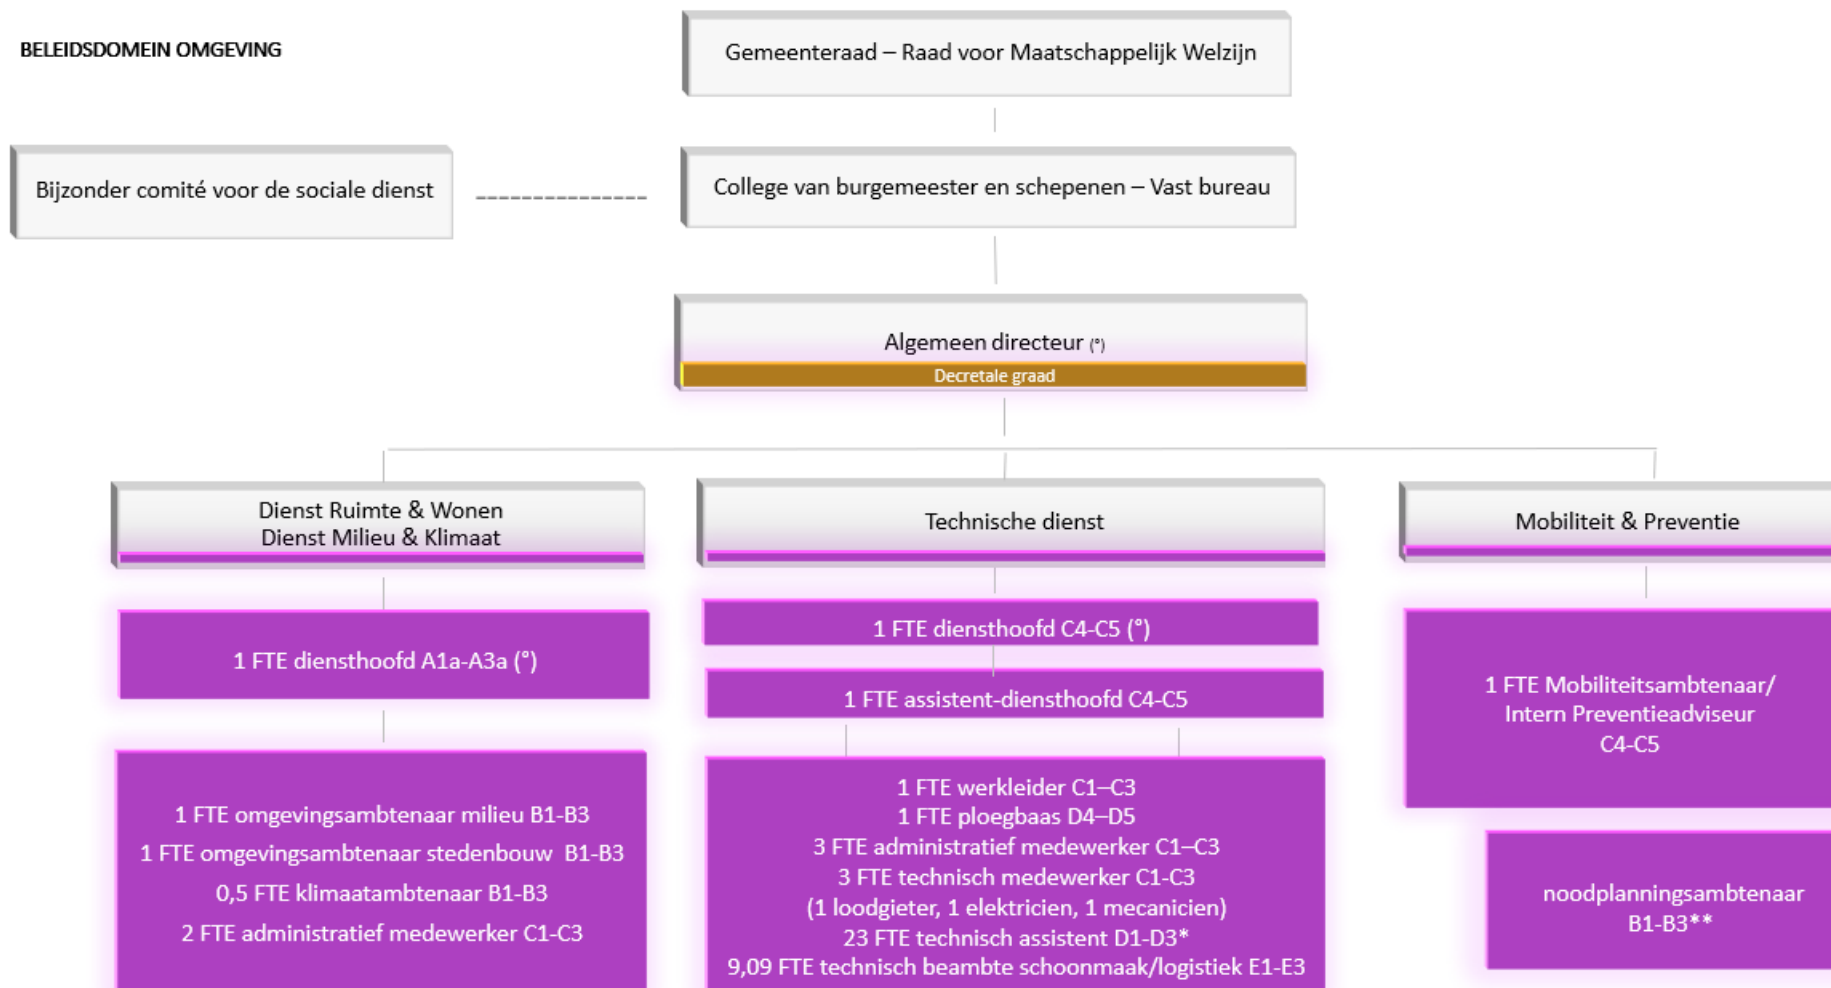 BELEIDSDOMEIN OMGEVING
Gemeenteraad – Raad voor Maatschappelijk Welzijn
Bijzonder comité voor de sociale dienst
College van burgemeester en schepenen – Vast bureau
Algemeen directeur (°)
Decretale graad
Dienst Ruimte & Wonen
Dienst Milieu & Klimaat
1 FTE diensthoofd A1a-A3a (°)
1 FTE omgevingsambtenaar milieu B1-B3
1 FTE omgevingsambtenaar stedenbouw B1-B3
0,5 FTE klimaatambtenaar B1-B3
2 FTE administratief medewerker C1-C3
Technische dienst
1 FTE diensthoofd C4-C5 (°)
1 FTE assistent-diensthoofd C4-C5
1 FTE werkleider C1–C3
1 FTE ploegbaas D4–D5
3 FTE administratief medewerker C1–C3
3 FTE technisch medewerker C1-C3
(1 loodgieter, 1 elektricien, 1 mecanicien)
23 FTE technisch assistent D1-D3*
9,09 FTE technisch beambte schoonmaak/logistiek E1-E3
Mobiliteit & Preventie
1 FTE Mobiliteitsambtenaar/
Intern Preventieadviseur
C4-C5
noodplanningsambtenaar
B1-B3**